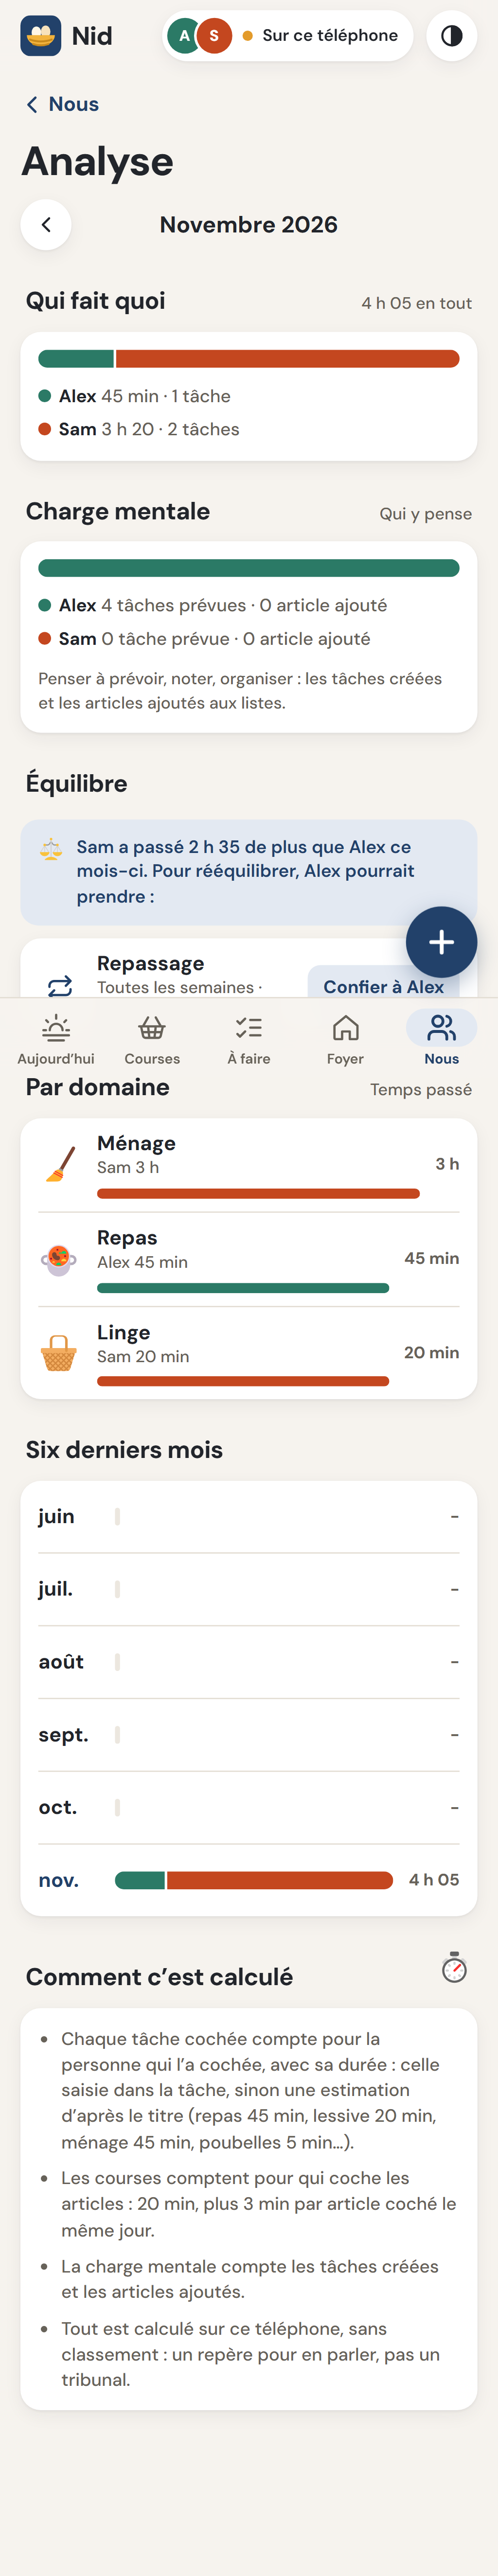 Nid
A
S
Sur ce téléphone
Nous
Analyse
Novembre 2026
Qui fait quoi
4 h 05 en tout
Alex 45 min · 1 tâche
Sam 3 h 20 · 2 tâches
Charge mentale
Qui y pense
Alex 4 tâches prévues · 0 article ajouté
Sam 0 tâche prévue · 0 article ajouté
Penser à prévoir, noter, organiser : les tâches créées
et les articles ajoutés aux listes.
Équilibre
Sam a passé 2 h 35 de plus que Alex ce
mois-ci. Pour rééquilibrer, Alex pourrait
prendre :
Repassage
Toutes les semaines ·
Confier à Alex
Aujourd’hui
Courses
À faire
Foyer
Nous
Par domaine
Temps passé
Ménage
Sam 3 h
3 h
Repas
Alex 45 min
45 min
Linge
Sam 20 min
20 min
Six derniers mois
juin
-
juil.
-
août
-
sept.
-
oct.
-
nov.
4 h 05
Comment c’est calculé
• Chaque tâche cochée compte pour la
personne qui l’a cochée, avec sa durée : celle
saisie dans la tâche, sinon une estimation
d’après le titre (repas 45 min, lessive 20 min,
ménage 45 min, poubelles 5 min…).
• Les courses comptent pour qui coche les
articles : 20 min, plus 3 min par article coché le
même jour.
• La charge mentale compte les tâches créées
et les articles ajoutés.
• Tout est calculé sur ce téléphone, sans
classement : un repère pour en parler, pas un
tribunal.